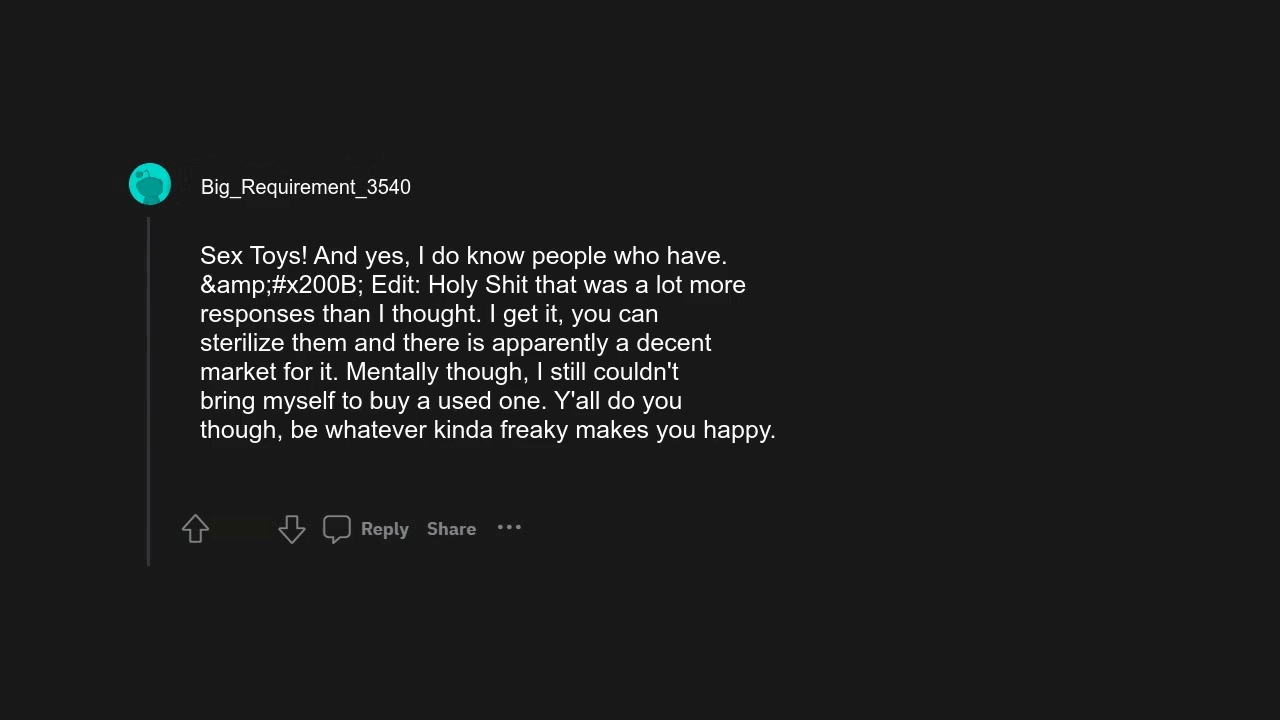 Big_Requirement_3540
Sex Toys! And yes, I do know people who have.
&amp;#x200B; Edit: Holy Shit that was a lot more
responses than I thought. I get it, you can
sterilize them and there is apparently a decent
market for it. Mentally though, I still couldn't
bring myself to buy a used one. Y'all do you
though, be whatever kinda freaky makes you happy.
Reply Share •••